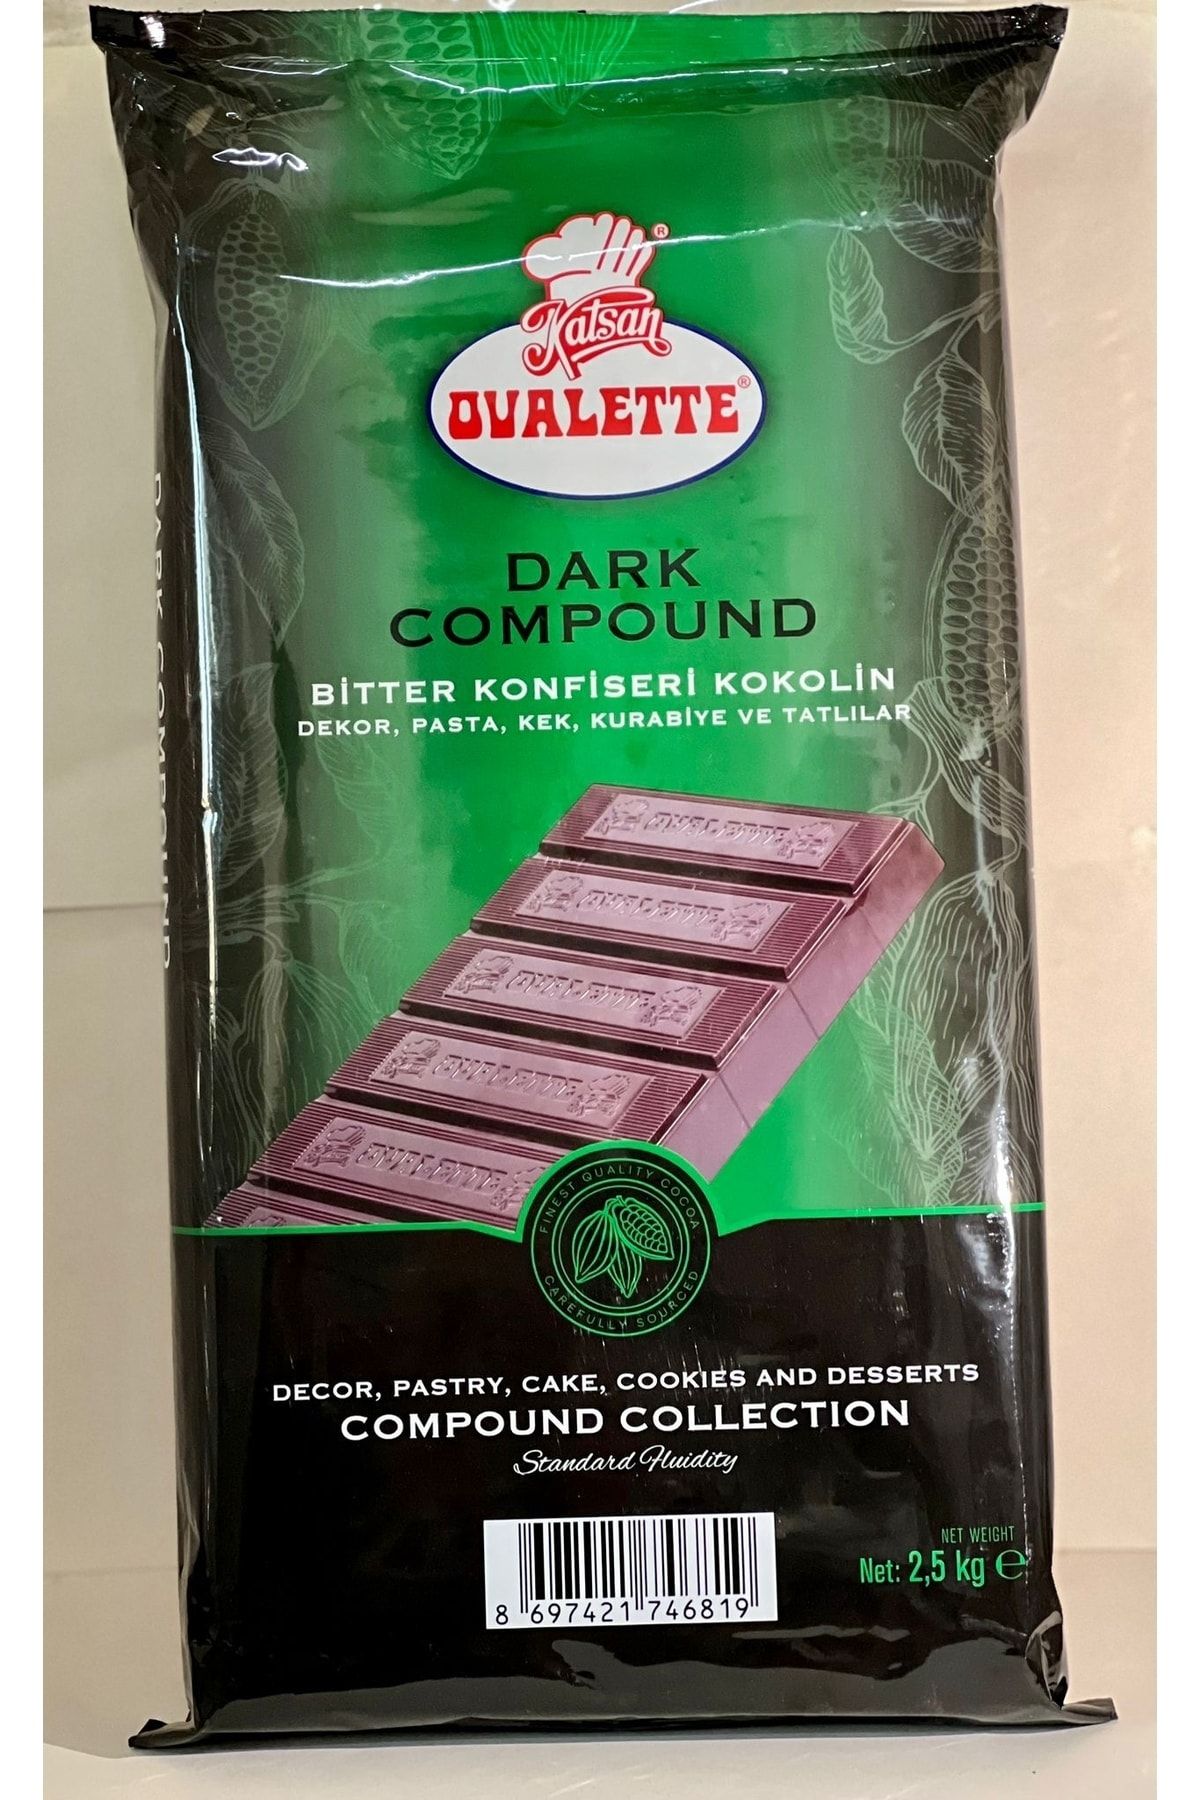 Katsan®
OVALETTE®
DARK
COMPOUND
BİTTER KONFİSERİ KOKOLİN
DEKOR, PASTA, KEK, KURABİYE VE TATLILAR
DARK COMPOUND
OVALETTE
OVALETTE
OVALETTE
OVALETTE
OVALETTE
FINEST QUALITY COCOA
CAREFULLY SOURCED
DECOR, PASTRY, CAKE, COOKIES AND DESSERTS
COMPOUND COLLECTION
Standard Fluidity
NET WEIGHT
Net: 2,5 kg ℮
8 697421 746819